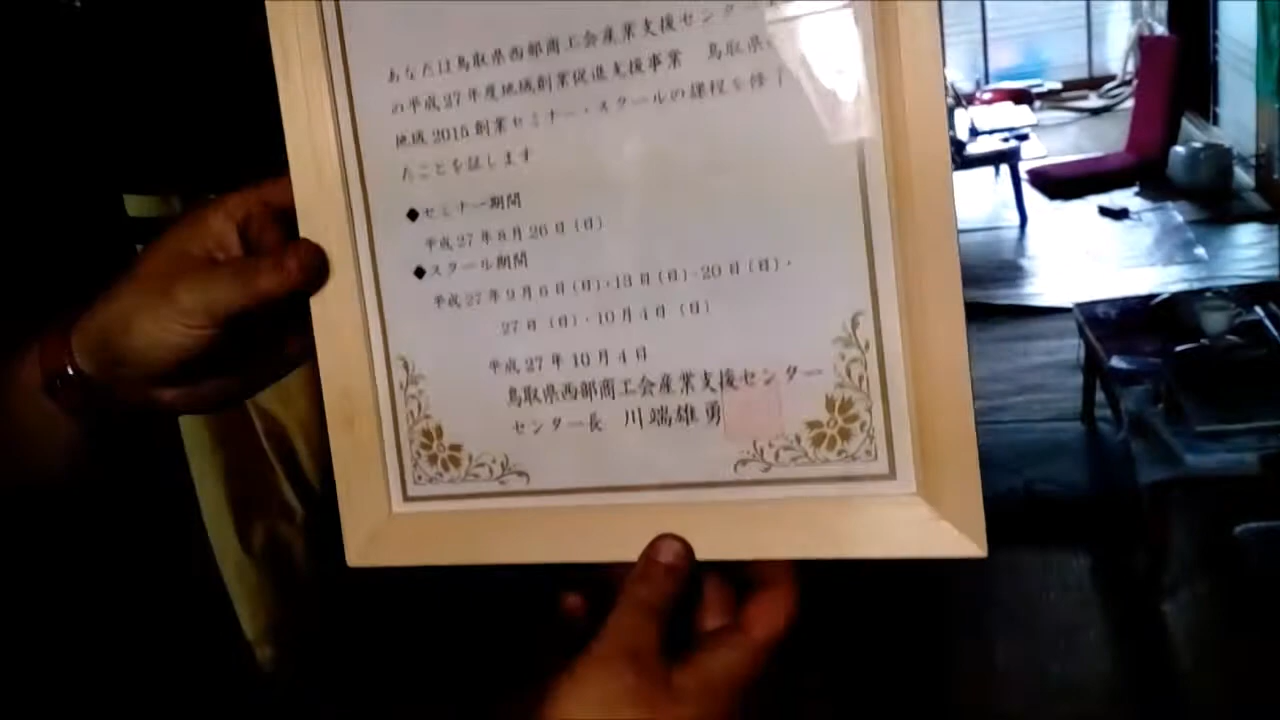 あなたは鳥取県西部商工会産業支援センター
の平成27年度地域創業促進支援事業 鳥取県
地域2015創業セミナー・スクールの課程を修了
たことを証します
◆セミナー期間
平成27年8月26日(日)
◆スクール期間
平成27年9月6日(日)・13日(日)・20日(日)・
27日(日)・10月4日(日)
平成27年10月4日
鳥取県西部商工会産業支援センター
センター長 川端雄勇